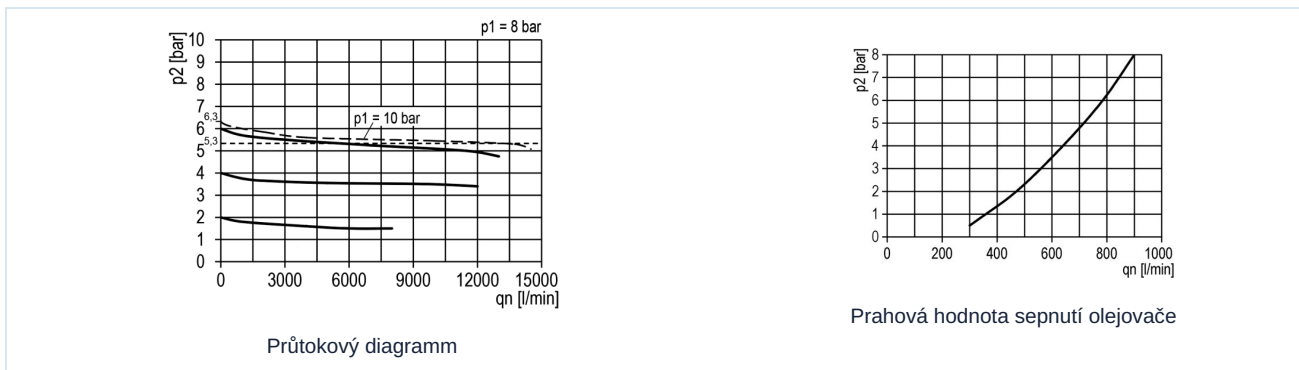 p1 = 8 bar
p2 [bar]
10
9
8
7
6,3
6
p1 = 10 bar
5,3
5
4
3
2
1
0
0 3000 6000 9000 12000 15000
qn [l/min]
Průtokový diagramm
p2 [bar]
8
7
6
5
4
3
2
1
0
0 200 400 600 800 1000
qn [l/min]
Prahová hodnota sepnutí olejovače